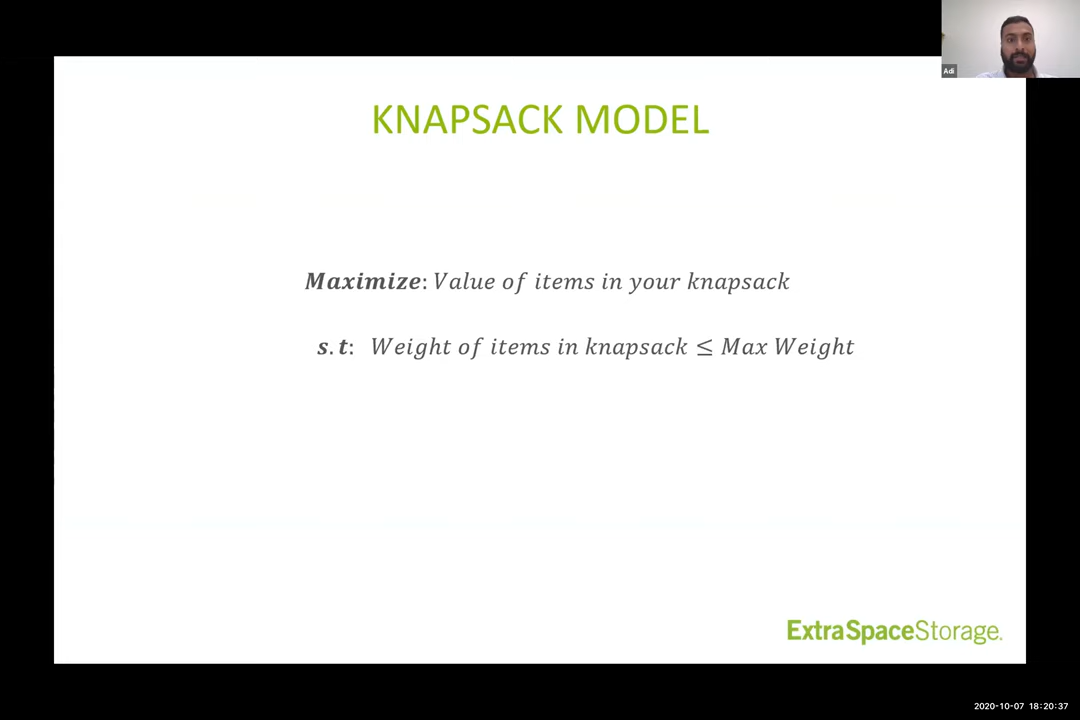 Adi
KNAPSACK MODEL
Maximize: Value of items in your knapsack
s.t: Weight of items in knapsack ≤ Max Weight
ExtraSpaceStorage.
2020-10-07 18:20:37